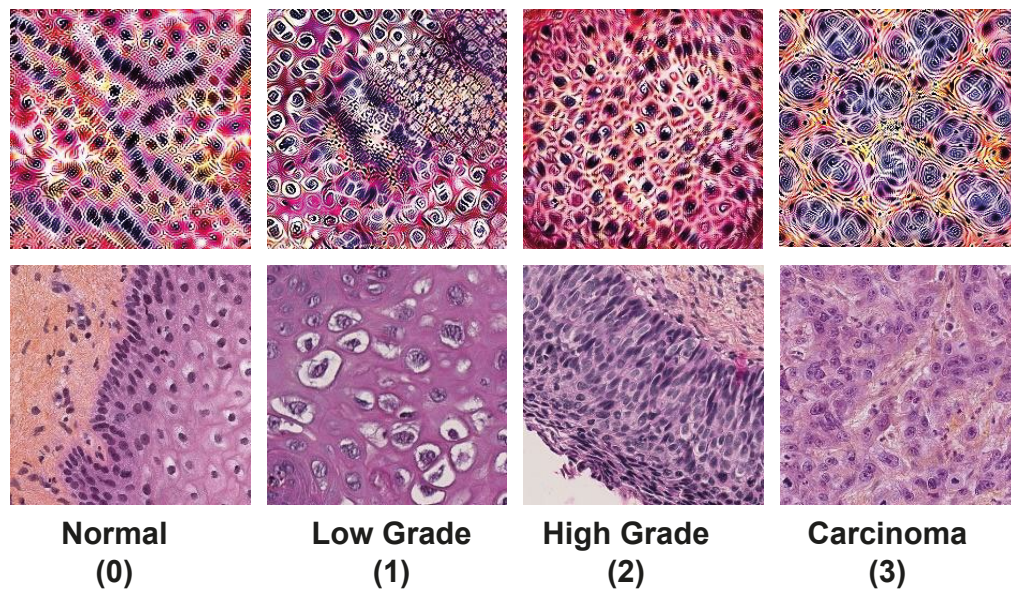 Normal
(0)
Low Grade
(1)
High Grade
(2)
Carcinoma
(3)